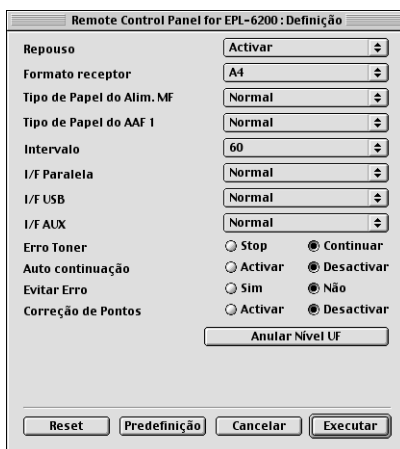 Remote Control Panel for EPL-6200 : Definição
Repouso Activar
Formato receptor A4
Tipo de Papel do Alim. MF Normal
Tipo de Papel do AAF 1 Normal
Intervalo 60
I/F Paralela Normal
I/F USB Normal
I/F AUX Normal
Erro Toner Stop Continuar
Auto continuação Activar Desactivar
Evitar Erro Sim Não
Correção de Pontos Activar Desactivar
Anular Nível UF
Reset Predefinição Cancelar Executar